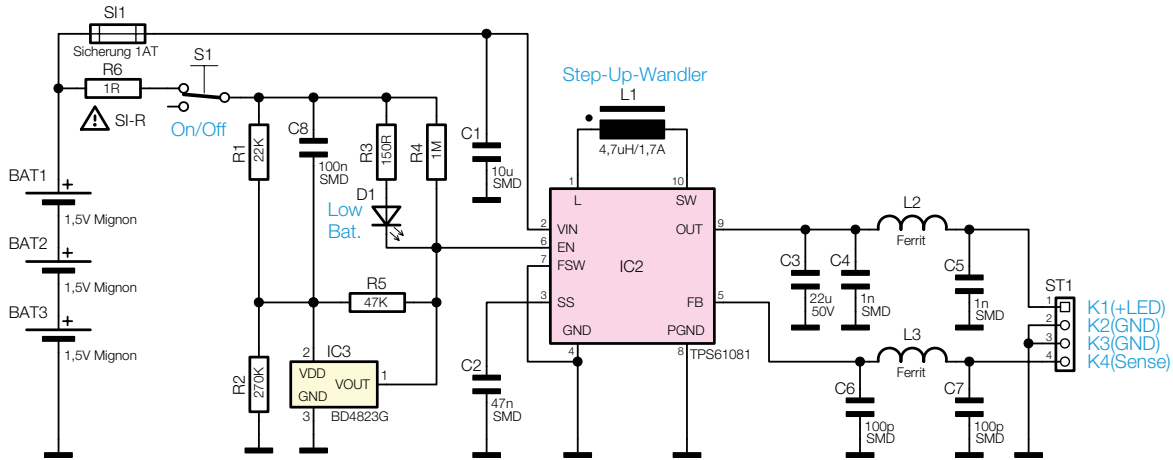 SI1
Sicherung 1AT
R6
1R
SI-R
S1
On/Off
BAT1
+
1,5V Mignon
BAT2
+
1,5V Mignon
BAT3
+
1,5V Mignon
R1
22K
C8
100n
SMD
R3
150R
R4
1M
D1
Low
Bat.
R5
47K
R2
270K
IC3
2
VDD
VOUT
1
GND
3
BD4823G
C1
10u
SMD
C2
47n
SMD
Step-Up-Wandler
L1
4,7uH/1,7A
1
10
L
SW
2
VIN
OUT
9
6
EN
7
FSW
IC2
3
SS
FB
5
GND
PGND
4
8
TPS61081
C3
22u
50V
C4
1n
SMD
L2
Ferrit
C5
1n
SMD
L3
Ferrit
C6
100p
SMD
C7
100p
SMD
ST1
1
K1(+LED)
2
K2(GND)
3
K3(GND)
4
K4(Sense)